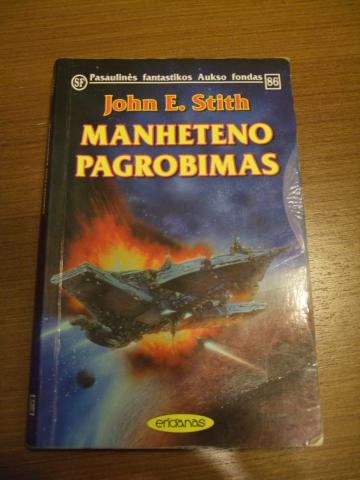 SF Pasaulinės fantastikos Aukso fondas 86
John E. Stith
MANHETENO
PAGROBIMAS
eridanas